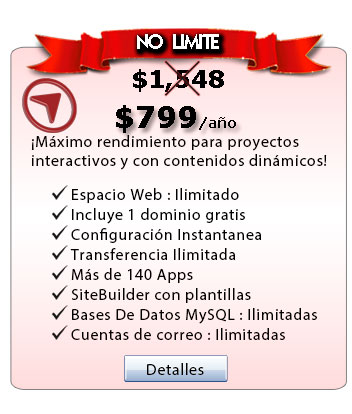 NO LIMITE
$1,548
$799/año
¡Máximo rendimiento para proyectos
interactivos y con contenidos dinámicos!
Espacio Web : Ilimitado
Incluye 1 dominio gratis
Configuración Instantanea
Transferencia Ilimitada
Más de 140 Apps
SiteBuilder con plantillas
Bases De Datos MySQL : Ilimitadas
Cuentas de correo : Ilimitadas
Detalles